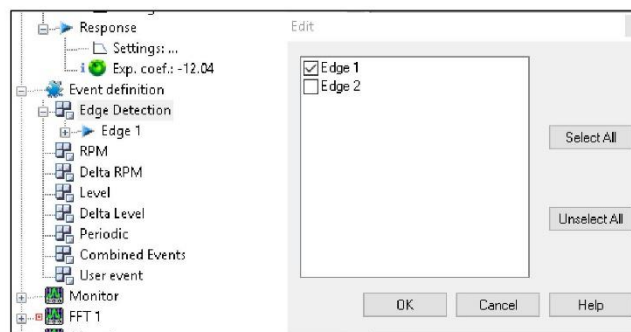 Response
Settings: ...
Exp. coef.: -12.04
Event definition
Edge Detection
Edge 1
RPM
Delta RPM
Level
Delta Level
Periodic
Combined Events
User event
Monitor
FFT 1
Edit
Edge 1
Edge 2
Select All
Unselect All
OK
Cancel
Help